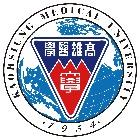 KAOHSIUNG MEDICAL UNIVERSITY
學醫雄高
·1954·